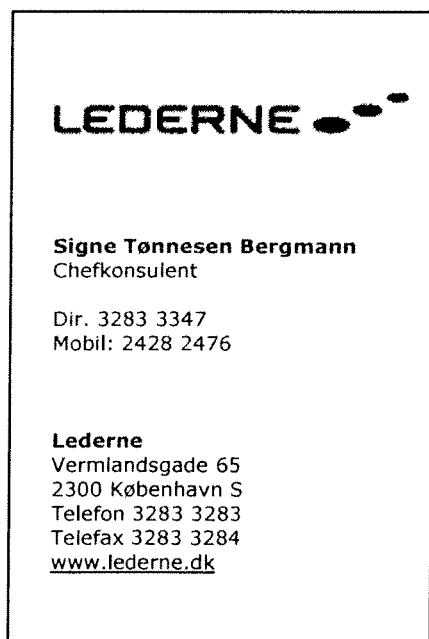 LEDERNE
Signe Tønnesen Bergmann
Chefkonsulent
Dir. 3283 3347
Mobil: 2428 2476
Lederne
Vermlandsgade 65
2300 København S
Telefon 3283 3283
Telefax 3283 3284
www.lederne.dk